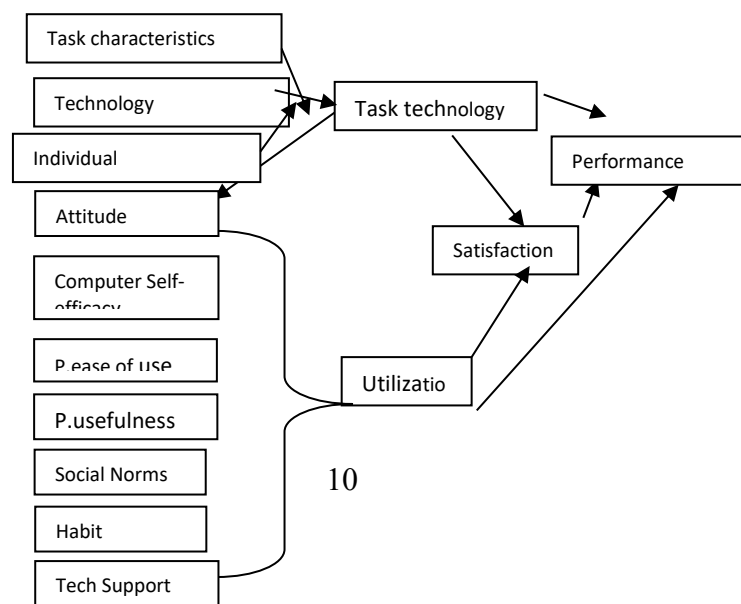 Task characteristics
Technology
Task technology
Individual
Performance
Attitude
Satisfaction
Computer Self-
efficacy
P.ease of use
Utilizatio
P.usefulness
Social Norms
10
Habit
Tech Support